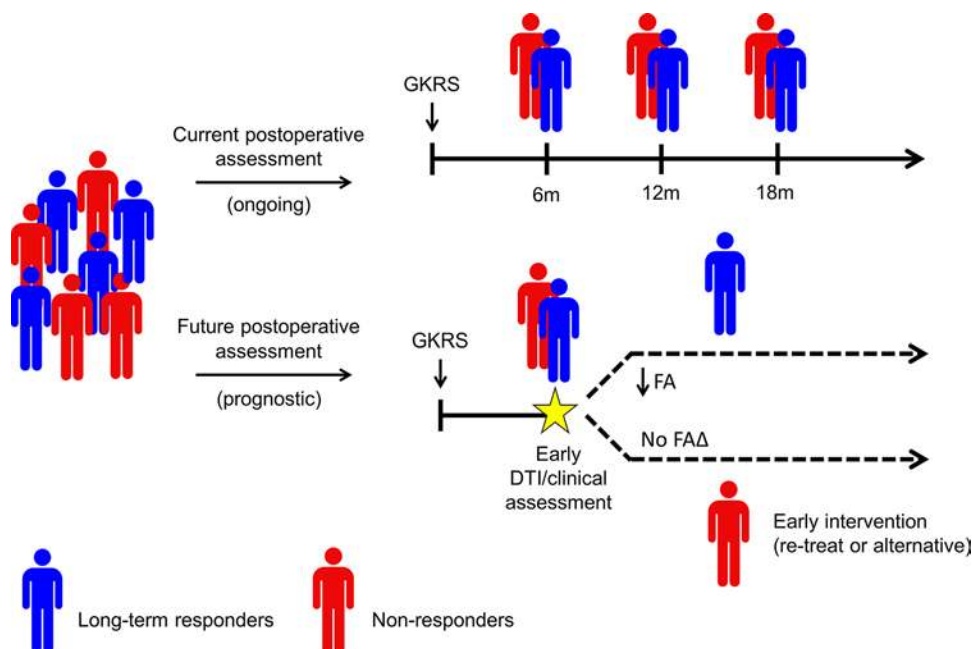 GKRS
Current postoperative
assessment
(ongoing)
6m
12m
18m
Future postoperative
assessment
(prognostic)
GKRS
↓FA
No FAΔ
Early
DTI/clinical
assessment
Early intervention
(re-treat or alternative)
Long-term responders
Non-responders